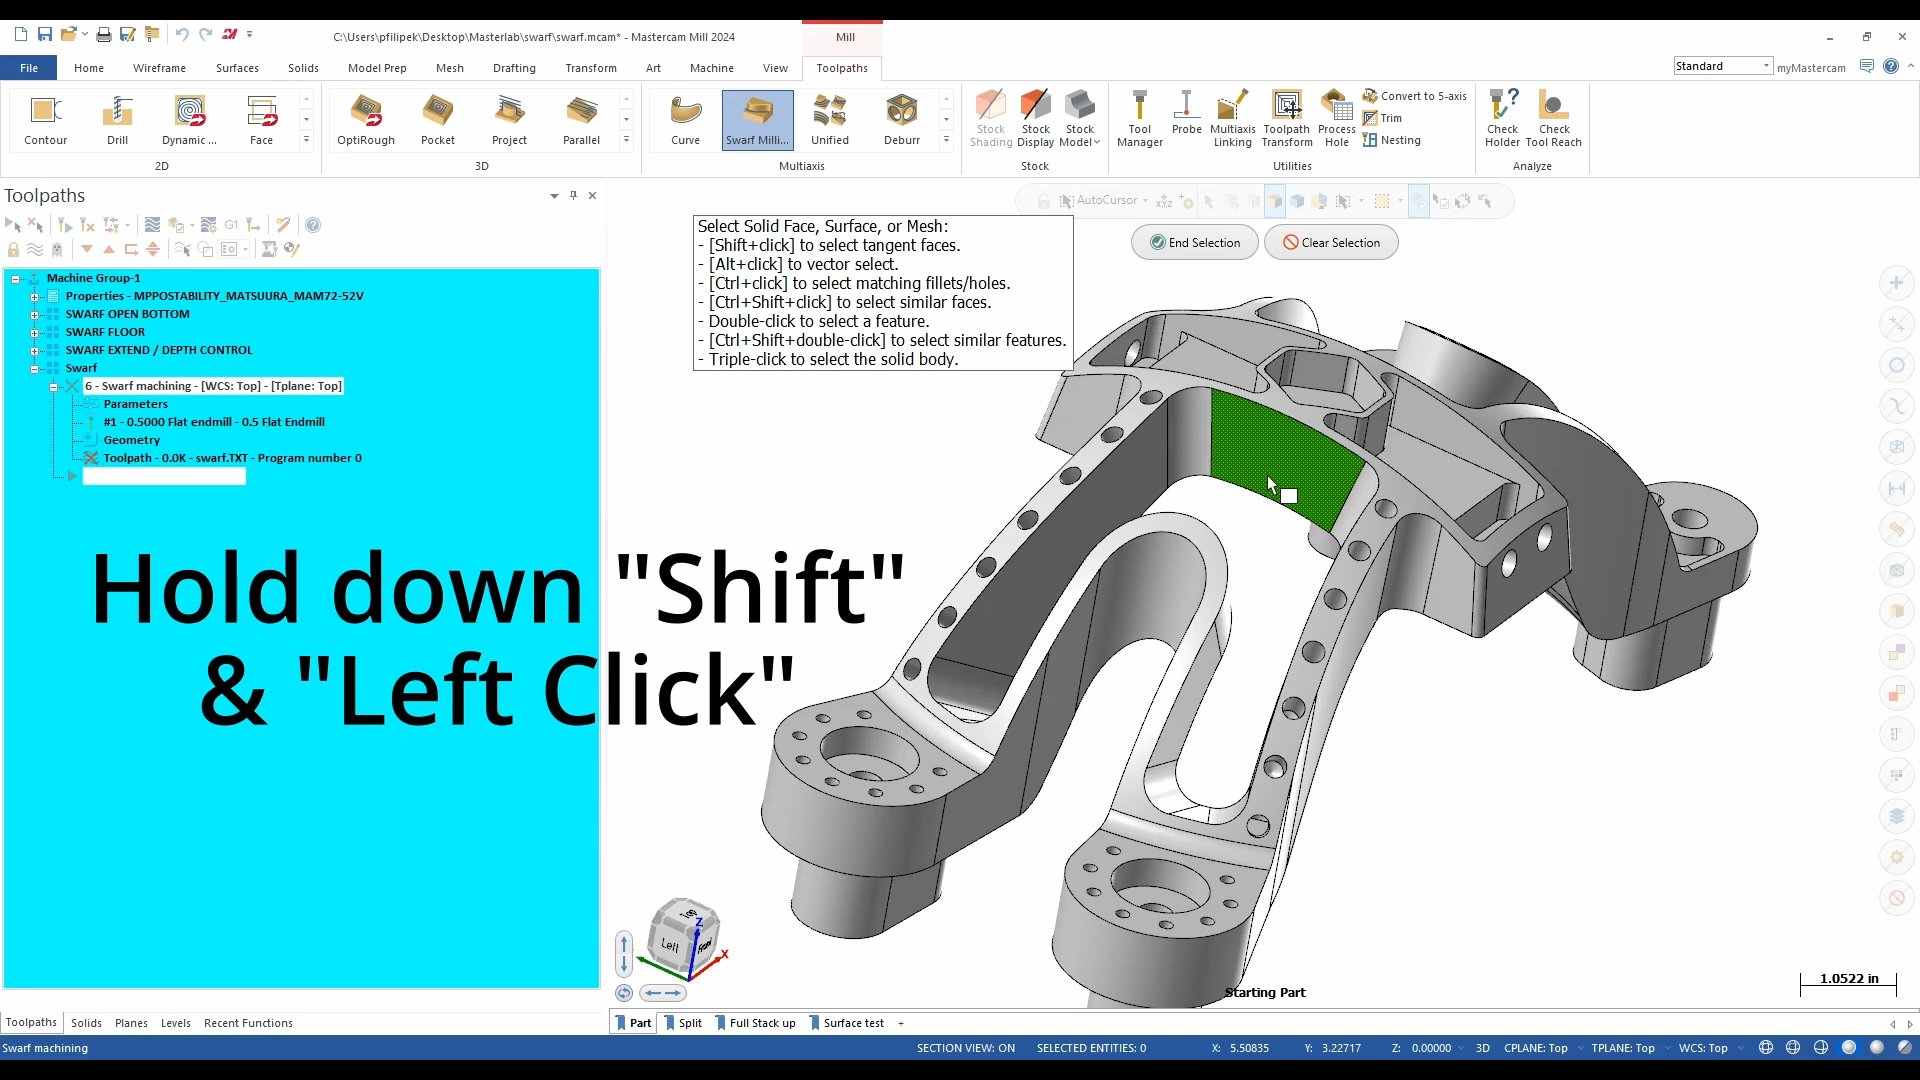 C:\Users\pfilipek\Desktop\Masterlab\swarf\swarf.mcam* - Mastercam Mill 2024
Mill
File Home Wireframe Surfaces Solids Model Prep Mesh Drafting Transform Art Machine View Toolpaths
Standard myMastercam
Contour Drill Dynamic ... Face
2D
OptiRough Pocket Project Parallel
3D
Curve Swarf Milli... Unified Deburr
Multiaxis
Stock Shading Stock Display Stock Model
Stock
Tool Manager Probe Multiaxis Linking Toolpath Transform Process Hole
Convert to 5-axis
Trim
Nesting
Utilities
Check Holder Check Tool Reach
Analyze
Toolpaths
G1
AutoCursor
Select Solid Face, Surface, or Mesh:
- [Shift+click] to select tangent faces.
- [Alt+click] to vector select.
- [Ctrl+click] to select matching fillets/holes.
- [Ctrl+Shift+click] to select similar faces.
- Double-click to select a feature.
- [Ctrl+Shift+double-click] to select similar features.
- Triple-click to select the solid body.
End Selection Clear Selection
Machine Group-1
Properties - MPPOSTABILITY_MATSUURA_MAM72-52V
SWARF OPEN BOTTOM
SWARF FLOOR
SWARF EXTEND / DEPTH CONTROL
Swarf
6 - Swarf machining - [WCS: Top] - [Tplane: Top]
Parameters
#1 - 0.5000 Flat endmill - 0.5 Flat Endmill
Geometry
Toolpath - 0.0K - swarf.TXT - Program number 0
Hold down "Shift"
& "Left Click"
Top
Left
Front
Z
X
Starting Part
1.0522 in
Toolpaths Solids Planes Levels Recent Functions
Part Split Full Stack up Surface test +
Swarf machining
SECTION VIEW: ON SELECTED ENTITIES: 0 X: 5.50835 Y: 3.22717 Z: 0.00000 3D CPLANE: Top TPLANE: Top WCS: Top